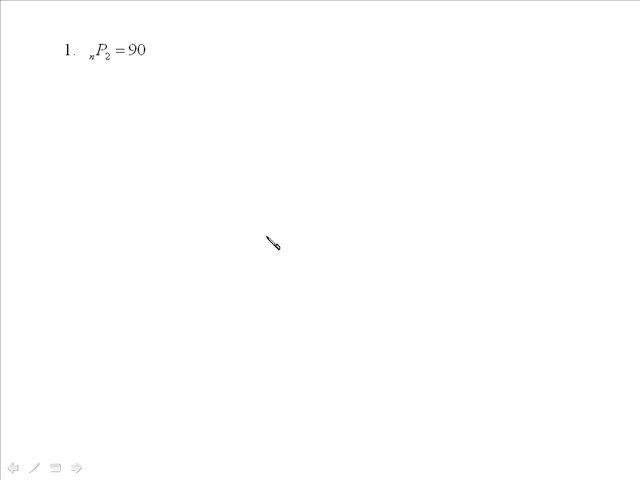 1. ₙP₂ = 90